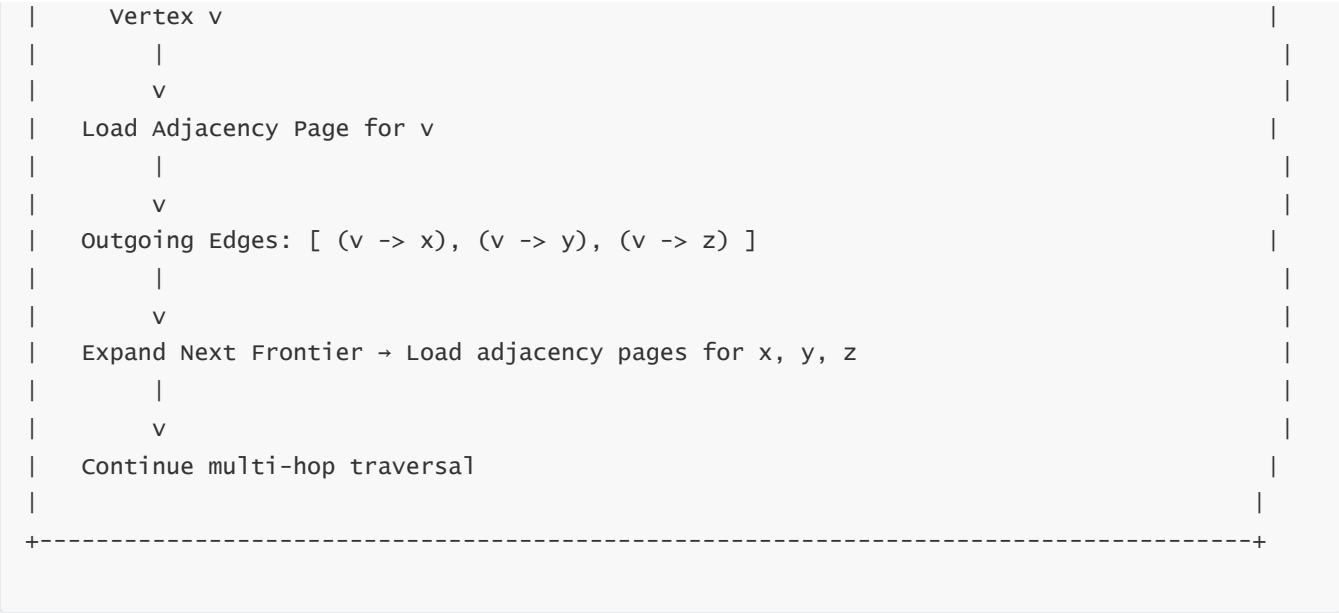 |     Vertex v                                                                         |
|        |                                                                              |
|        v                                                                              |
|   Load Adjacency Page for v                                                          |
|        |                                                                              |
|        v                                                                              |
|   Outgoing Edges: [ (v -> x), (v -> y), (v -> z) ]                                   |
|        |                                                                              |
|        v                                                                              |
|   Expand Next Frontier → Load adjacency pages for x, y, z                             |
|        |                                                                              |
|        v                                                                              |
|   Continue multi-hop traversal                                                       |
|                                                                                     |
+--------------------------------------------------------------------------------------+